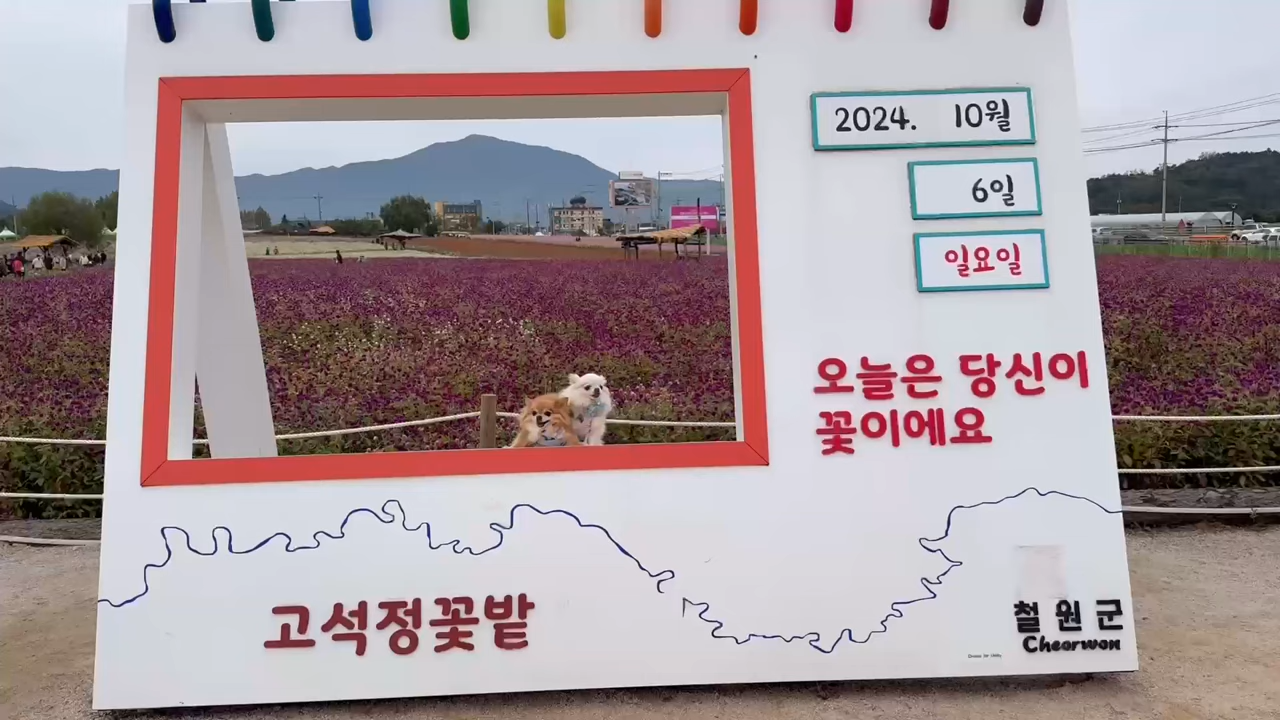 2024. 10월
6일
일요일
오늘은 당신이
꽃이에요
고석정꽃밭
철원군
Cheorwon